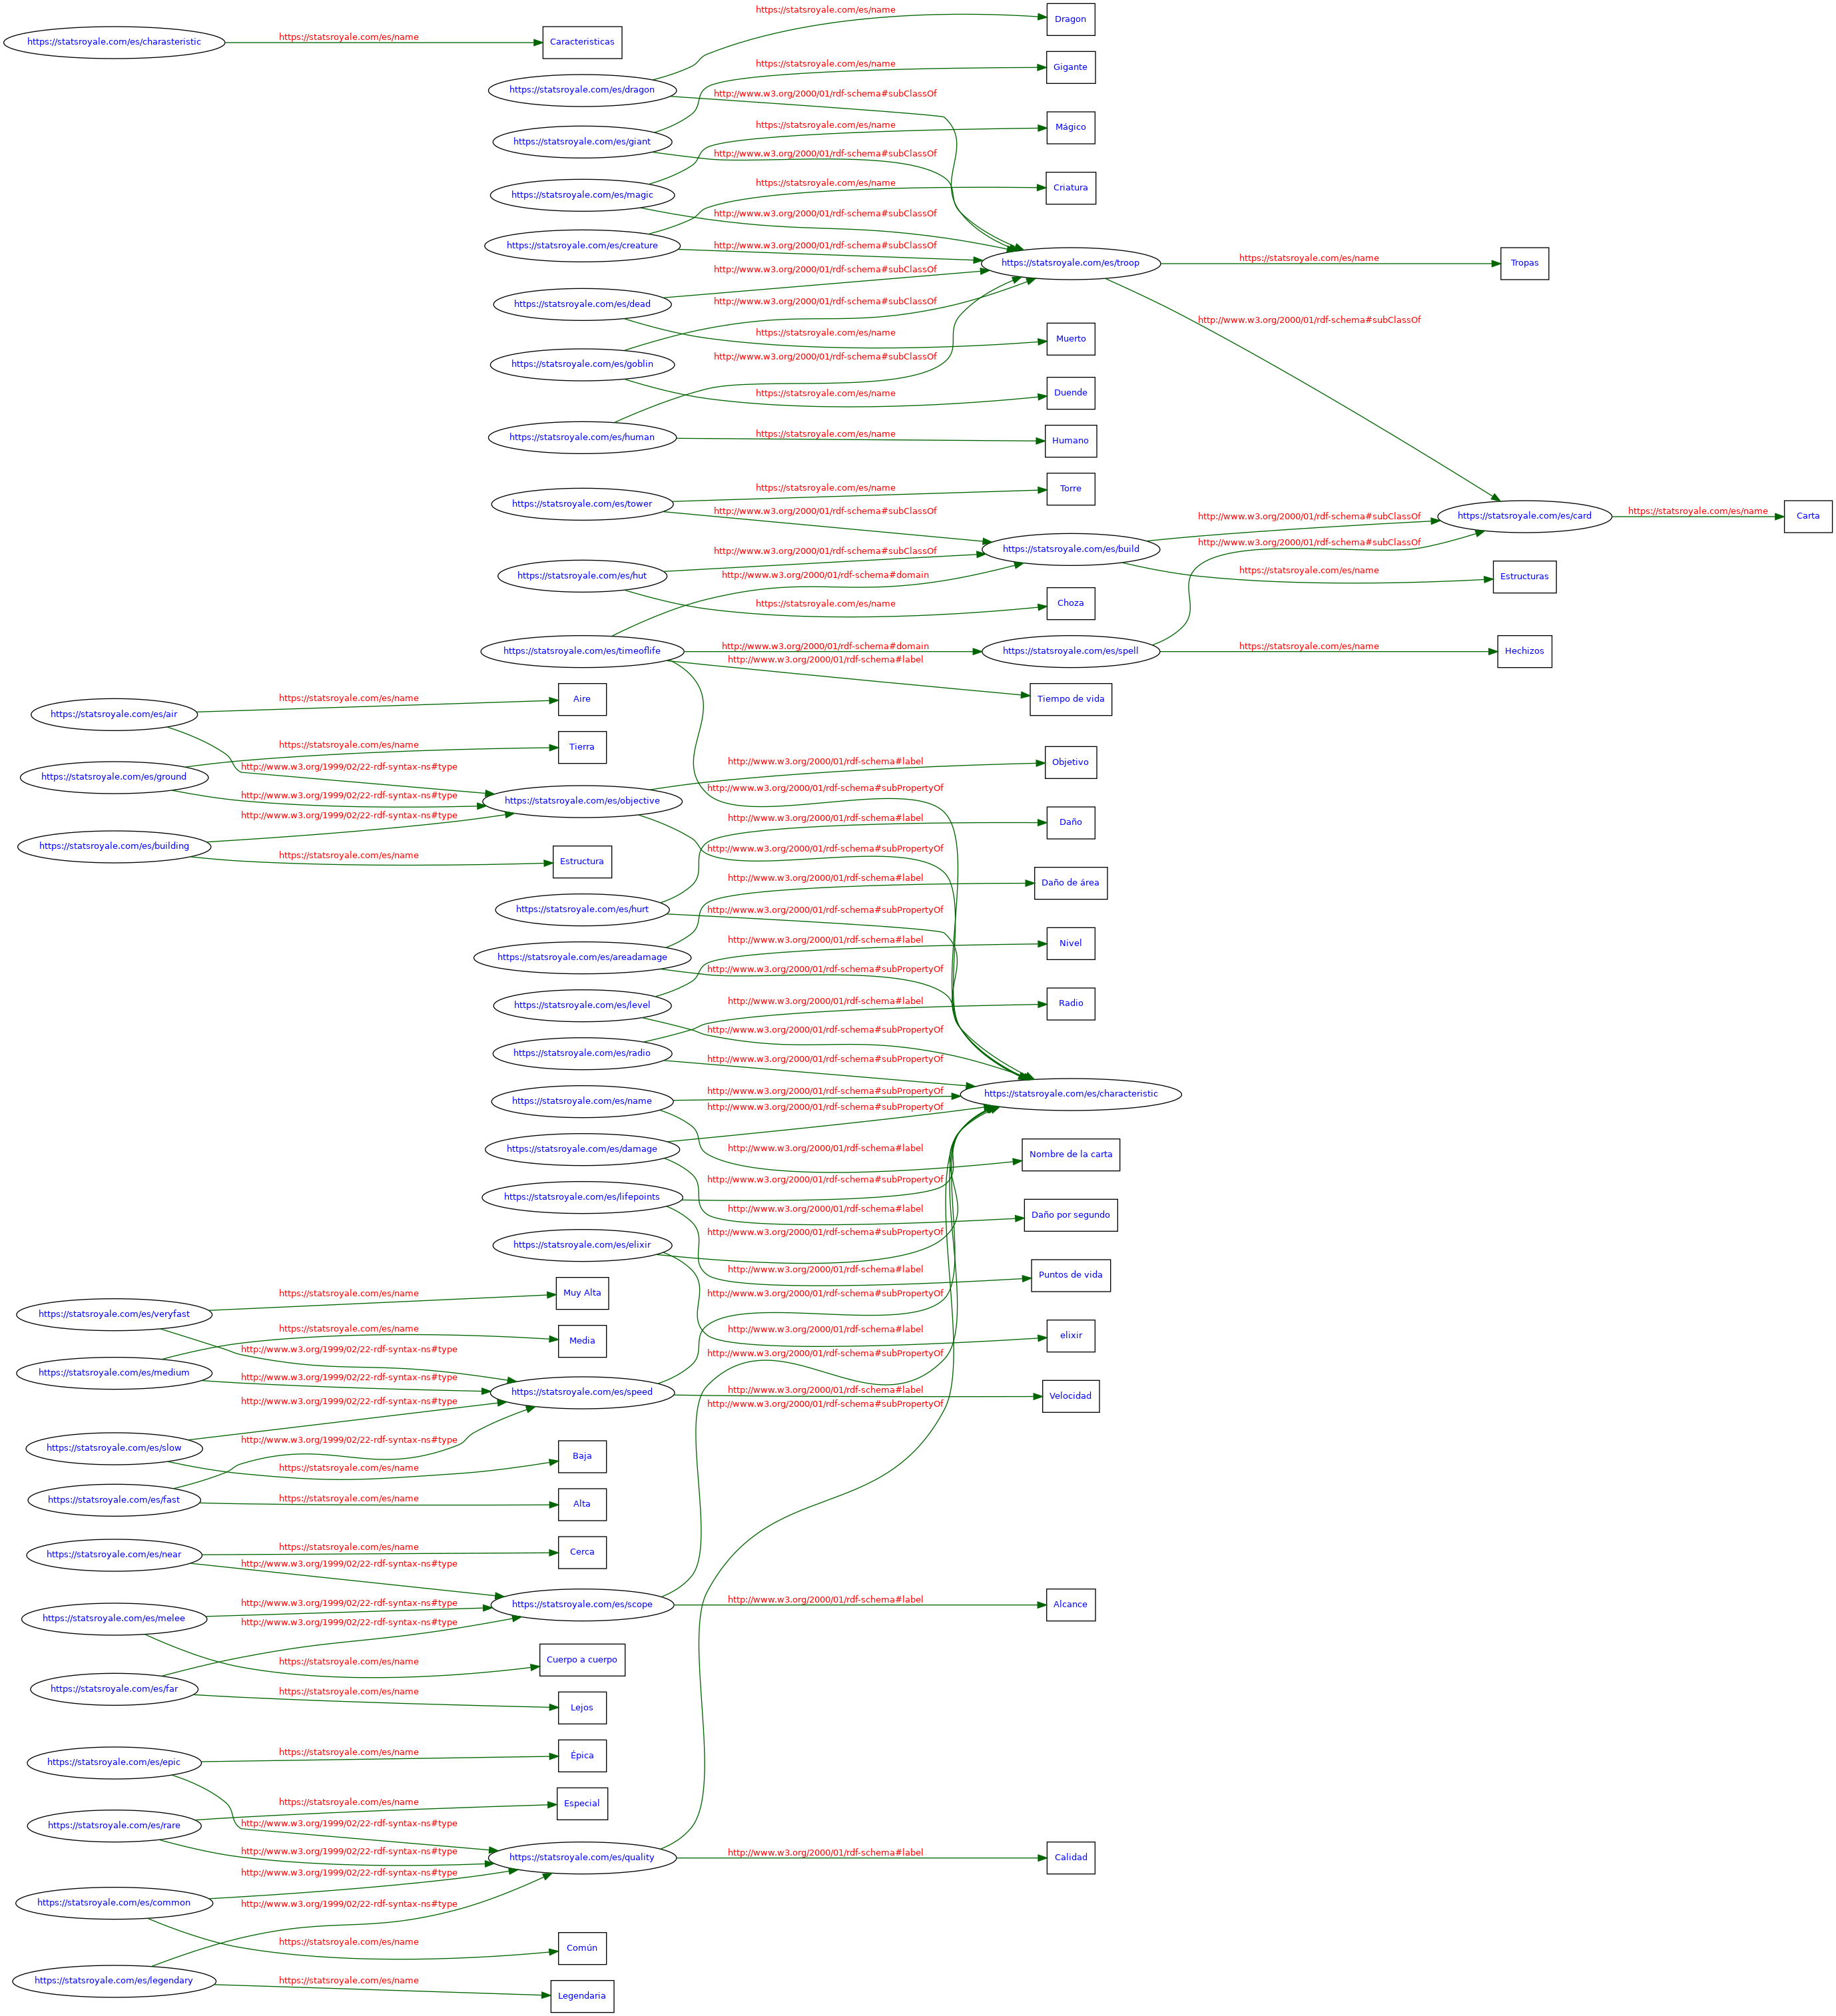 https://statsroyale.com/es/name
Dragon
https://statsroyale.com/es/charasteristic
https://statsroyale.com/es/name
Caracteristicas
https://statsroyale.com/es/name
Gigante
https://statsroyale.com/es/dragon
http://www.w3.org/2000/01/rdf-schema#subClassOf
https://statsroyale.com/es/name
Mágico
https://statsroyale.com/es/giant
http://www.w3.org/2000/01/rdf-schema#subClassOf
https://statsroyale.com/es/name
Criatura
https://statsroyale.com/es/magic
http://www.w3.org/2000/01/rdf-schema#subClassOf
https://statsroyale.com/es/creature
http://www.w3.org/2000/01/rdf-schema#subClassOf
https://statsroyale.com/es/troop
https://statsroyale.com/es/name
Tropas
http://www.w3.org/2000/01/rdf-schema#subClassOf
https://statsroyale.com/es/dead
http://www.w3.org/2000/01/rdf-schema#subClassOf
http://www.w3.org/2000/01/rdf-schema#subClassOf
https://statsroyale.com/es/name
Muerto
http://www.w3.org/2000/01/rdf-schema#subClassOf
https://statsroyale.com/es/goblin
https://statsroyale.com/es/name
Duende
https://statsroyale.com/es/human
https://statsroyale.com/es/name
Humano
https://statsroyale.com/es/name
Torre
https://statsroyale.com/es/tower
http://www.w3.org/2000/01/rdf-schema#subClassOf
http://www.w3.org/2000/01/rdf-schema#subClassOf
https://statsroyale.com/es/card
https://statsroyale.com/es/name
Carta
http://www.w3.org/2000/01/rdf-schema#subClassOf
https://statsroyale.com/es/build
http://www.w3.org/2000/01/rdf-schema#subClassOf
https://statsroyale.com/es/hut
http://www.w3.org/2000/01/rdf-schema#domain
https://statsroyale.com/es/name
Estructuras
https://statsroyale.com/es/name
Choza
https://statsroyale.com/es/timeoflife
http://www.w3.org/2000/01/rdf-schema#domain
https://statsroyale.com/es/spell
https://statsroyale.com/es/name
Hechizos
http://www.w3.org/2000/01/rdf-schema#label
Tiempo de vida
https://statsroyale.com/es/air
https://statsroyale.com/es/name
Aire
https://statsroyale.com/es/name
Tierra
https://statsroyale.com/es/ground
http://www.w3.org/1999/02/22-rdf-syntax-ns#type
http://www.w3.org/2000/01/rdf-schema#label
Objetivo
http://www.w3.org/1999/02/22-rdf-syntax-ns#type
https://statsroyale.com/es/objective
http://www.w3.org/2000/01/rdf-schema#subPropertyOf
http://www.w3.org/1999/02/22-rdf-syntax-ns#type
http://www.w3.org/2000/01/rdf-schema#label
Daño
https://statsroyale.com/es/building
http://www.w3.org/2000/01/rdf-schema#subPropertyOf
https://statsroyale.com/es/name
Estructura
http://www.w3.org/2000/01/rdf-schema#label
Daño de área
https://statsroyale.com/es/hurt
http://www.w3.org/2000/01/rdf-schema#subPropertyOf
http://www.w3.org/2000/01/rdf-schema#label
Nivel
https://statsroyale.com/es/areadamage
http://www.w3.org/2000/01/rdf-schema#subPropertyOf
https://statsroyale.com/es/level
http://www.w3.org/2000/01/rdf-schema#label
Radio
http://www.w3.org/2000/01/rdf-schema#subPropertyOf
https://statsroyale.com/es/radio
http://www.w3.org/2000/01/rdf-schema#subPropertyOf
https://statsroyale.com/es/name
http://www.w3.org/2000/01/rdf-schema#subPropertyOf
https://statsroyale.com/es/characteristic
http://www.w3.org/2000/01/rdf-schema#subPropertyOf
https://statsroyale.com/es/damage
http://www.w3.org/2000/01/rdf-schema#label
Nombre de la carta
http://www.w3.org/2000/01/rdf-schema#subPropertyOf
https://statsroyale.com/es/lifepoints
http://www.w3.org/2000/01/rdf-schema#label
Daño por segundo
http://www.w3.org/2000/01/rdf-schema#subPropertyOf
https://statsroyale.com/es/elixir
http://www.w3.org/2000/01/rdf-schema#label
Puntos de vida
https://statsroyale.com/es/name
Muy Alta
http://www.w3.org/2000/01/rdf-schema#subPropertyOf
https://statsroyale.com/es/veryfast
https://statsroyale.com/es/name
Media
http://www.w3.org/2000/01/rdf-schema#label
elixir
http://www.w3.org/1999/02/22-rdf-syntax-ns#type
http://www.w3.org/2000/01/rdf-schema#subPropertyOf
https://statsroyale.com/es/medium
http://www.w3.org/1999/02/22-rdf-syntax-ns#type
https://statsroyale.com/es/speed
http://www.w3.org/2000/01/rdf-schema#label
Velocidad
http://www.w3.org/1999/02/22-rdf-syntax-ns#type
http://www.w3.org/2000/01/rdf-schema#subPropertyOf
https://statsroyale.com/es/slow
http://www.w3.org/1999/02/22-rdf-syntax-ns#type
https://statsroyale.com/es/name
Baja
https://statsroyale.com/es/fast
https://statsroyale.com/es/name
Alta
https://statsroyale.com/es/near
https://statsroyale.com/es/name
Cerca
http://www.w3.org/1999/02/22-rdf-syntax-ns#type
http://www.w3.org/1999/02/22-rdf-syntax-ns#type
https://statsroyale.com/es/scope
http://www.w3.org/2000/01/rdf-schema#label
Alcance
https://statsroyale.com/es/melee
http://www.w3.org/1999/02/22-rdf-syntax-ns#type
https://statsroyale.com/es/name
Cuerpo a cuerpo
https://statsroyale.com/es/far
https://statsroyale.com/es/name
Lejos
https://statsroyale.com/es/epic
https://statsroyale.com/es/name
Épica
https://statsroyale.com/es/name
Especial
https://statsroyale.com/es/rare
http://www.w3.org/1999/02/22-rdf-syntax-ns#type
http://www.w3.org/1999/02/22-rdf-syntax-ns#type
https://statsroyale.com/es/quality
http://www.w3.org/2000/01/rdf-schema#label
Calidad
http://www.w3.org/1999/02/22-rdf-syntax-ns#type
https://statsroyale.com/es/common
http://www.w3.org/1999/02/22-rdf-syntax-ns#type
https://statsroyale.com/es/name
Común
https://statsroyale.com/es/legendary
https://statsroyale.com/es/name
Legendaria